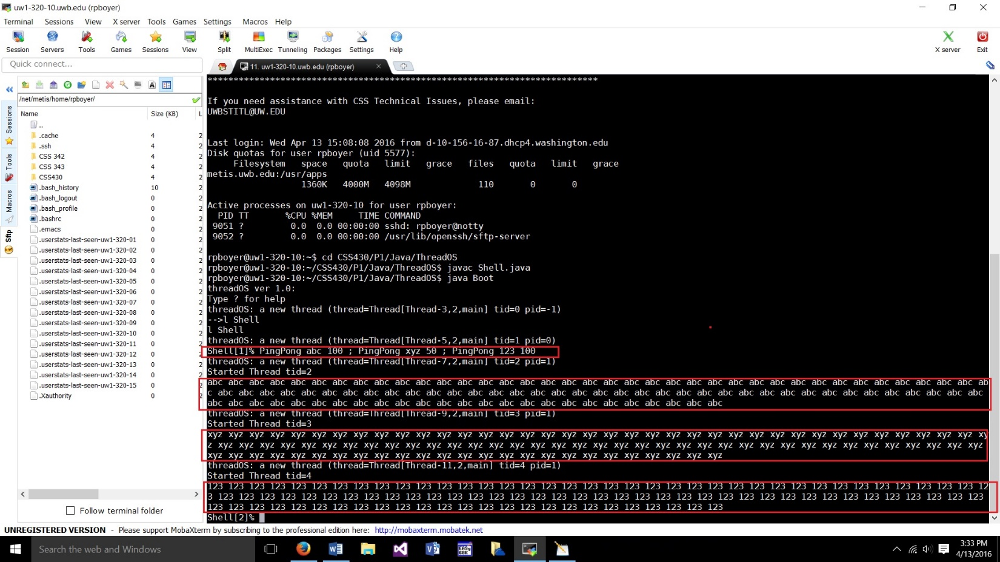 uw1-320-10.uwb.edu (rpboyer)
Terminal Sessions View X server Tools Games Settings Macros Help
Session Servers Tools Games Sessions View Split MultiExec Tunneling Packages Settings Help X server Exit
Quick connect...
11. uw1-320-10.uwb.edu (rpboyer)
/net/metis/home/rpboyer/
Name Size (KB) L
..
.cache 4 2
.ssh 4 2
CSS 342 4 2
CSS 343 4 2
CSS430 4 2
.bash_history 10 2
.bash_logout 0 2
.bash_profile 0 2
.bashrc 0 2
.emacs 0 2
.userstats-last-seen-uw1-320-01 0 2
.userstats-last-seen-uw1-320-02 0 2
.userstats-last-seen-uw1-320-03 0 2
.userstats-last-seen-uw1-320-04 0 2
.userstats-last-seen-uw1-320-05 0 2
.userstats-last-seen-uw1-320-06 0 2
.userstats-last-seen-uw1-320-07 0 2
.userstats-last-seen-uw1-320-08 0 2
.userstats-last-seen-uw1-320-09 0 2
.userstats-last-seen-uw1-320-10 0 2
.userstats-last-seen-uw1-320-11 0 2
.userstats-last-seen-uw1-320-12 0 2
.userstats-last-seen-uw1-320-13 0 2
.userstats-last-seen-uw1-320-14 0 2
.userstats-last-seen-uw1-320-15 0 2
.Xauthority 0 2
Sessions
Tools
Macros
Sftp
Follow terminal folder
***************************************************************************
If you need assistance with CSS Technical Issues, please email:
UWBSTITL@UW.EDU
Last login: Wed Apr 13 15:08:08 2016 from d-10-156-16-87.dhcp4.washington.edu
Disk quotas for user rpboyer (uid 5577):
Filesystem space quota limit grace files quota limit grace
metis.uwb.edu:/usr/apps
1360K 4000M 4098M 110 0 0
Active processes on uw1-320-10 for user rpboyer:
PID TT %CPU %MEM TIME COMMAND
9051 ? 0.0 0.0 00:00:00 sshd: rpboyer@notty
9052 ? 0.0 0.0 00:00:00 /usr/lib/openssh/sftp-server
rpboyer@uw1-320-10:~$ cd CSS430/P1/Java/ThreadOS
rpboyer@uw1-320-10:~/CSS430/P1/Java/ThreadOS$ javac Shell.java
rpboyer@uw1-320-10:~/CSS430/P1/Java/ThreadOS$ java Boot
threadOS ver 1.0:
Type ? for help
threadOS: a new thread (thread=Thread[Thread-3,2,main] tid=0 pid=-1)
-->l Shell
l Shell
threadOS: a new thread (thread=Thread[Thread-5,2,main] tid=1 pid=0)
Shell[1]% PingPong abc 100 ; PingPong xyz 50 ; PingPong 123 100
threadOS: a new thread (thread=Thread[Thread-7,2,main] tid=2 pid=1)
Started Thread tid=2
abc abc abc abc abc abc abc abc abc abc abc abc abc abc abc abc abc abc abc abc abc abc abc abc abc abc abc abc abc abc abc abc abc abc abc abc abc ab
c abc abc abc abc abc abc abc abc abc abc abc abc abc abc abc abc abc abc abc abc abc abc abc abc abc abc abc abc abc abc abc abc abc abc abc abc abc
abc abc abc abc abc abc abc abc abc abc abc abc abc abc abc abc abc abc abc abc abc abc abc abc abc
threadOS: a new thread (thread=Thread[Thread-9,2,main] tid=3 pid=1)
Started Thread tid=3
xyz xyz xyz xyz xyz xyz xyz xyz xyz xyz xyz xyz xyz xyz xyz xyz xyz xyz xyz xyz xyz xyz xyz xyz xyz xyz xyz xyz xyz xyz xyz xyz xyz xyz xyz xyz xyz xy
z xyz xyz xyz xyz xyz xyz xyz xyz xyz xyz xyz xyz xyz xyz xyz xyz xyz xyz xyz xyz xyz xyz xyz xyz xyz xyz xyz xyz xyz xyz xyz xyz xyz xyz xyz xyz xyz
xyz xyz xyz xyz xyz xyz xyz xyz xyz xyz xyz xyz xyz xyz xyz xyz xyz xyz xyz xyz xyz xyz xyz xyz xyz
threadOS: a new thread (thread=Thread[Thread-11,2,main] tid=4 pid=1)
Started Thread tid=4
123 123 123 123 123 123 123 123 123 123 123 123 123 123 123 123 123 123 123 123 123 123 123 123 123 123 123 123 123 123 123 123 123 123 123 123 123 12
3 123 123 123 123 123 123 123 123 123 123 123 123 123 123 123 123 123 123 123 123 123 123 123 123 123 123 123 123 123 123 123 123 123 123 123 123 123
123 123 123 123 123 123 123 123 123 123 123 123 123 123 123 123 123 123 123 123 123 123 123 123 123
Shell[2]%
UNREGISTERED VERSION - Please support MobaXterm by subscribing to the professional edition here: http://mobaxterm.mobatek.net
Search the web and Windows
3:33 PM
4/13/2016